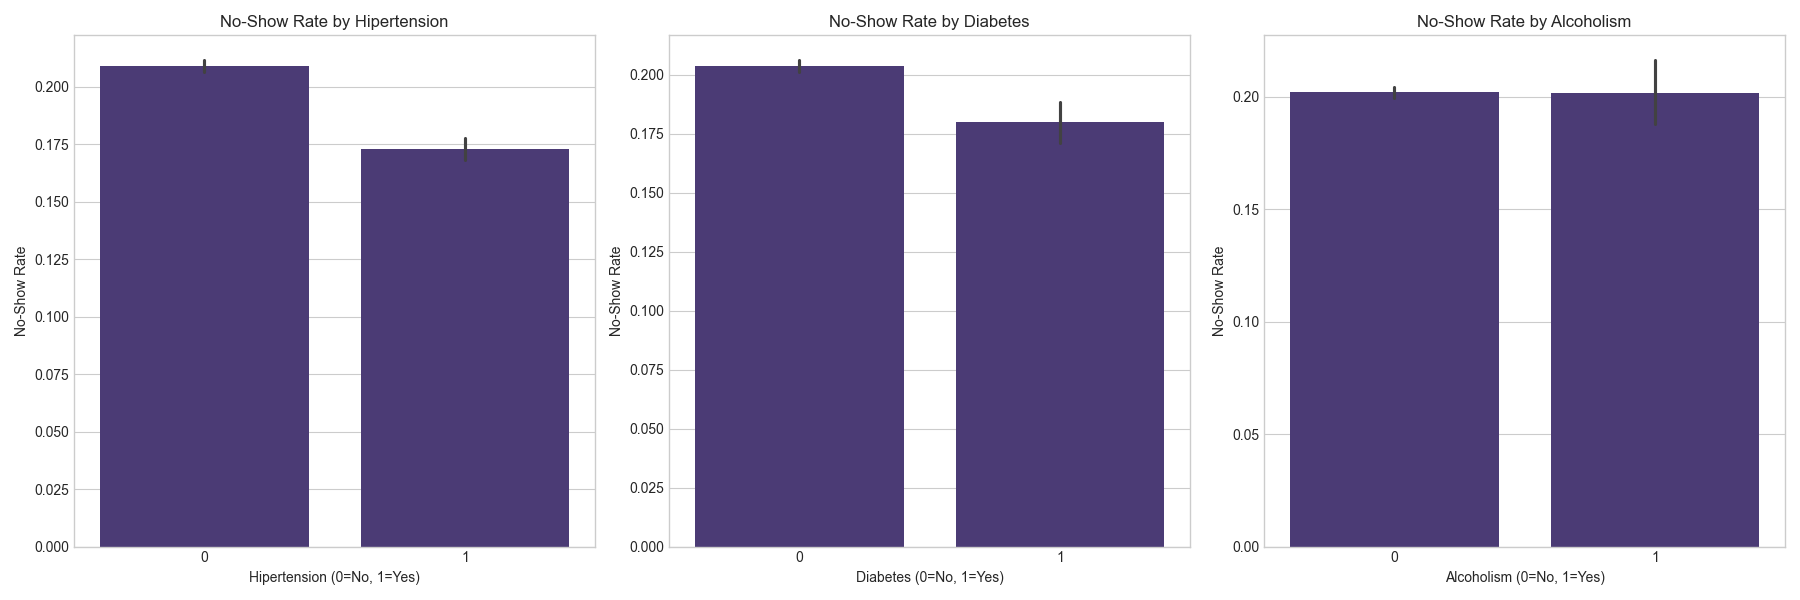 No-Show Rate by Hipertension
No-Show Rate
0.200
0.175
0.150
0.125
0.100
0.075
0.050
0.025
0.000
0 1
Hipertension (0=No, 1=Yes)
No-Show Rate by Diabetes
No-Show Rate
0.200
0.175
0.150
0.125
0.100
0.075
0.050
0.025
0.000
0 1
Diabetes (0=No, 1=Yes)
No-Show Rate by Alcoholism
No-Show Rate
0.20
0.15
0.10
0.05
0.00
0 1
Alcoholism (0=No, 1=Yes)